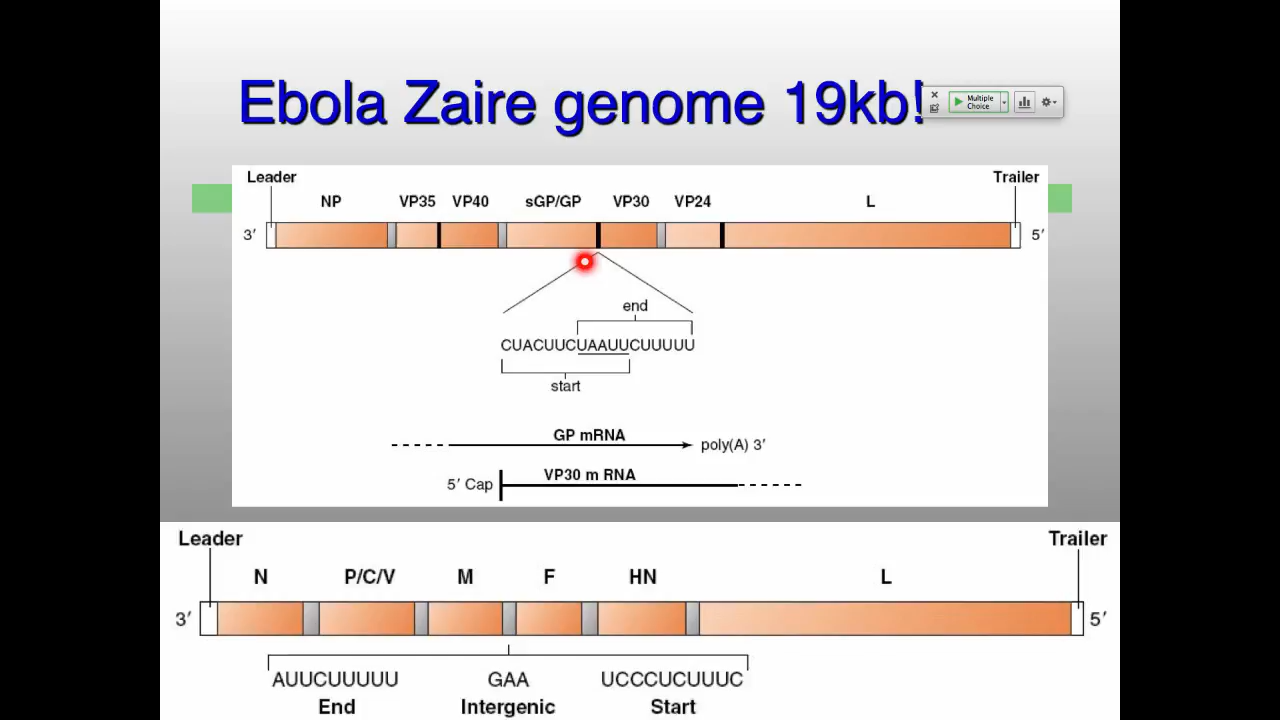 Ebola Zaire genome 19kb!
Multiple
Choice
Leader Trailer
NP VP35 VP40 sGP/GP VP30 VP24 L
3′ 5′
end
CUACUUCUAAUUCUUUUU
start
GP mRNA
poly(A) 3′
VP30 m RNA
5′ Cap
Leader Trailer
N P/C/V M F HN L
3′ 5′
AUUCUUUUU GAA UCCCUCUUUC
End Intergenic Start